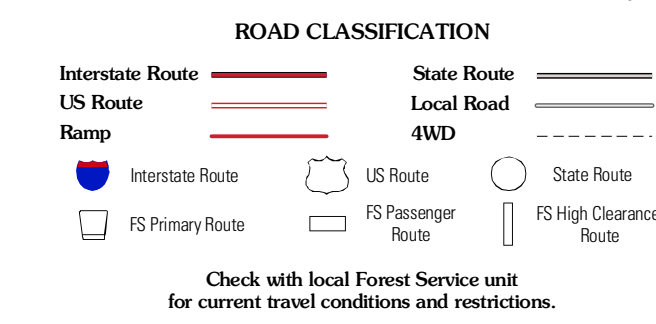 ROAD CLASSIFICATION
Interstate Route
State Route
US Route
Local Road
Ramp
4WD
Interstate Route
US Route
State Route
FS Primary Route
FS Passenger
Route
FS High Clearance
Route
Check with local Forest Service unit
for current travel conditions and restrictions.